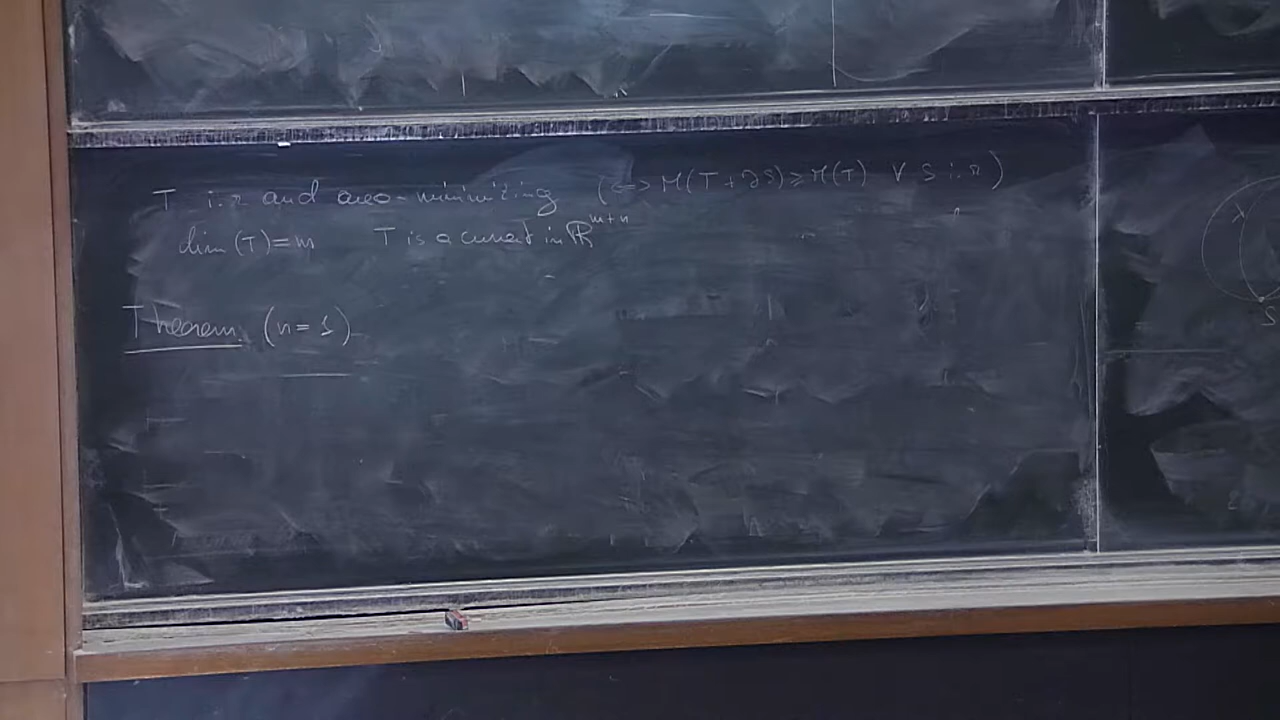 T i.r. and area-minimizing (<=> M(T+∂S) ≥ M(T) ∀ S i.r.)
dim(T)=m T is a current in ℝ^{m+n}
Theorem. (n=1)
S